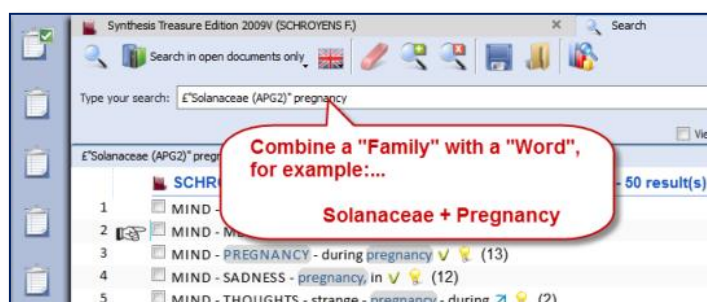 Synthesis Treasure Edition 2009V (SCHROYENS F.)
Search
Search in open documents only
Type your search: £"Solanaceae (APG2)" pregnancy
£"Solanaceae (APG2)"
Combine a "Family" with a "Word",
for example:...
Solanaceae + Pregnancy
- 50 result(s)
1 MIND -
2 MIND -
3 MIND - PREGNANCY - during pregnancy (13)
4 MIND - SADNESS - pregnancy, in (12)
5 MIND - THOUGHTS - strange - pregnancy - during (2)